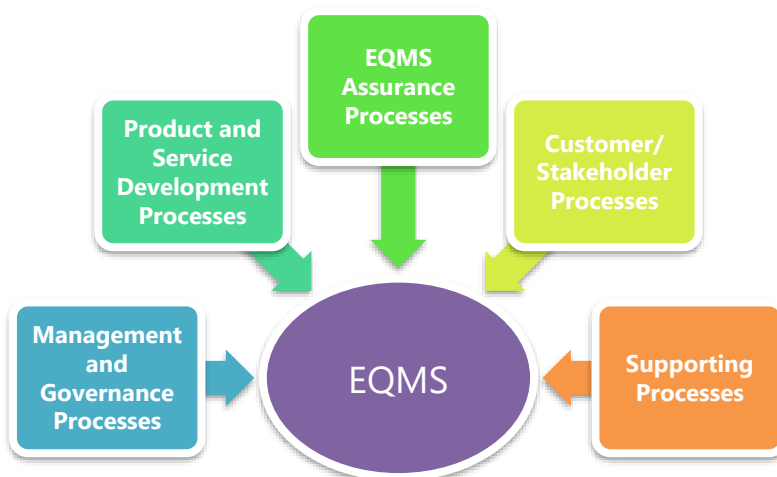 EQMS
Assurance
Processes
Product and
Service
Development
Processes
Customer/
Stakeholder
Processes
Management
and
Governance
Processes
EQMS
Supporting
Processes